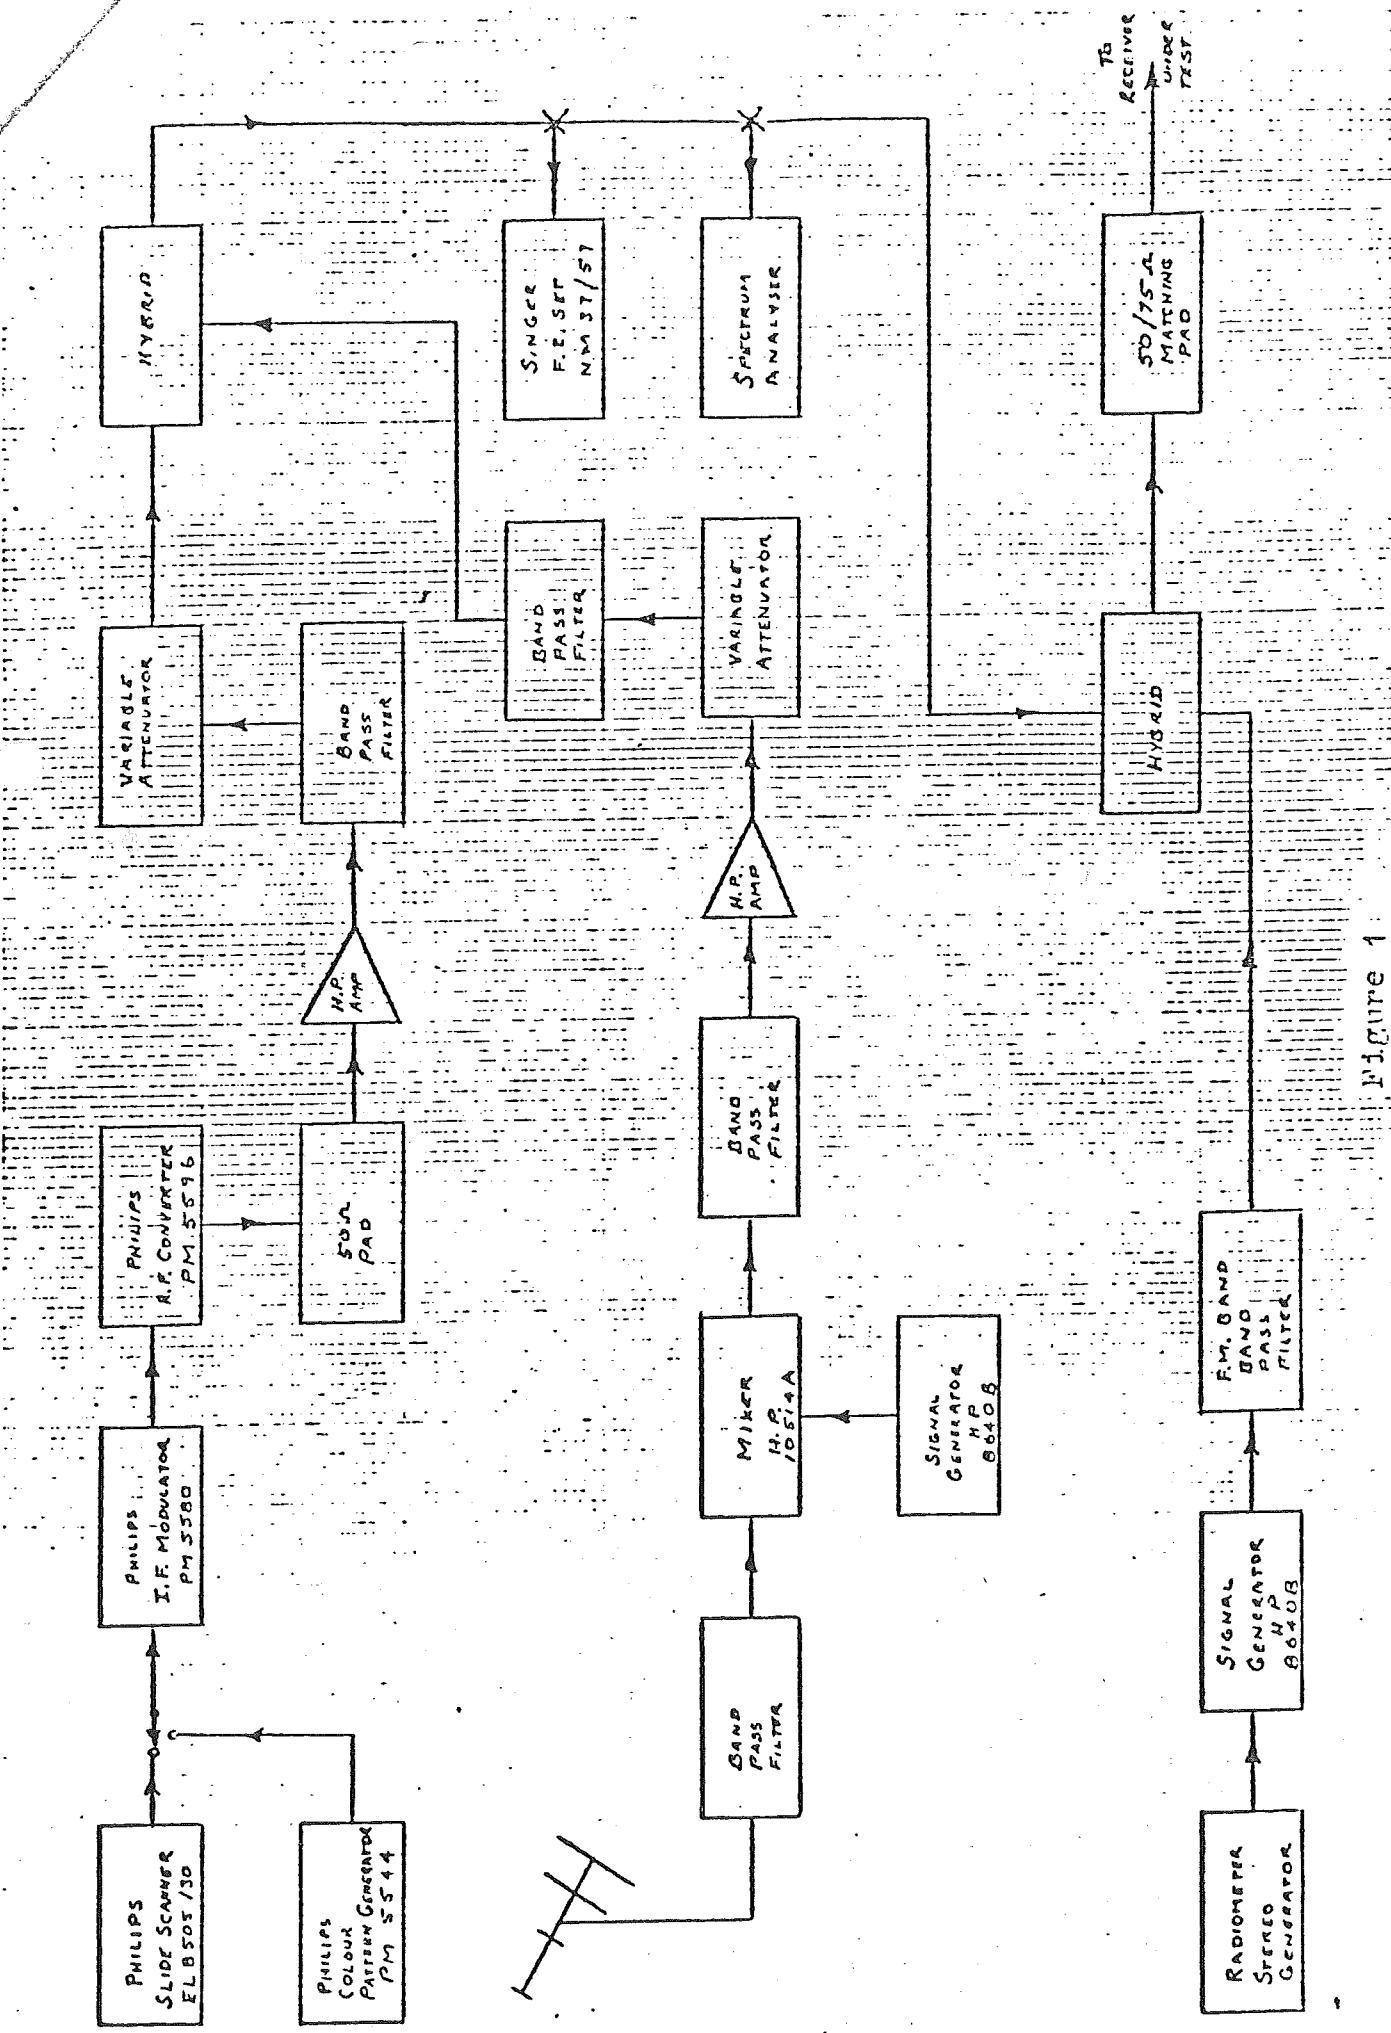 PHILIPS
SLIDE SCANNER
ELB505/30
PHILIPS
COLOUR
PATTERN GENERATOR
PM 5544
PHILIPS
I.F. MODULATOR
PM 5580
PHILIPS
R.F. CONVERTER
PM 5596
50Ω
PAD
H.P.
AMP
BAND
PASS
FILTER
VARIABLE
ATTENUATOR
HYBRID
SINGER
F.I. SET
NM 37/57
SPECTRUM
ANALYSER
BAND
PASS
FILTER
MIXER
H.P.
10514A
SIGNAL
GENERATOR
HP
8640B
BAND
PASS
FILTER
H.P.
AMP
VARIABLE
ATTENUATOR
BAND
PASS
FILTER
RADIOMETER
STEREO
GENERATOR
SIGNAL
GENERATOR
HP
8640B
F.M. BAND
BAND
PASS
FILTER
HYBRID
50/75Ω
MATCHING
PAD
TO
RECEIVER
UNDER
TEST
Figure 1